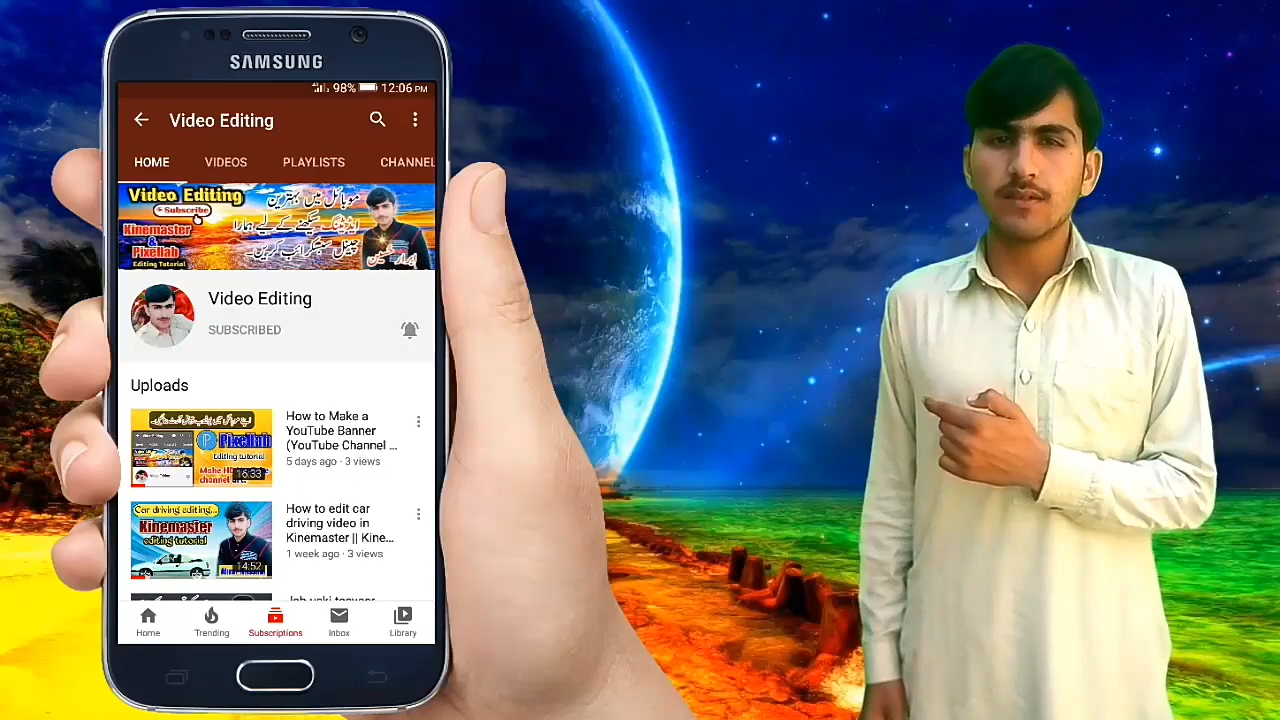 SAMSUNG
98% 12:06 PM
Video Editing
HOME VIDEOS PLAYLISTS CHANNEL
Video Editing
Subscribe
Kinemaster
&
Pixellab
Editing Tutorial
موبائل میں بہترین
ایڈیٹنگ سیکھنے کے لیے ہمارا
چینل سبسکرائب کریں۔
ابرار حسین
Video Editing
SUBSCRIBED
Uploads
Pixellab
Editing tutorial
16:33
How to Make a
YouTube Banner
(YouTube Channel ...
5 days ago · 3 views
Car driving editing...
Kinemaster
editing tutorial
14:52
How to edit car
driving video in
Kinemaster || Kine...
1 week ago · 3 views
Home Trending Subscriptions Inbox Library